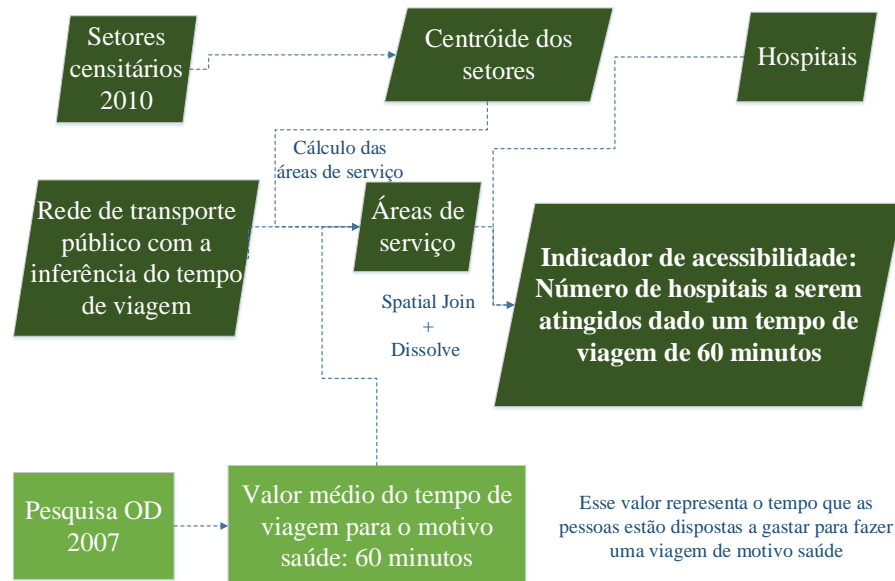 Setores
censitários
2010
Centróide dos
setores
Hospitais
Cálculo das
áreas de serviço
Rede de transporte
público com a
inferência do tempo
de viagem
Áreas de
serviço
Indicador de acessibilidade:
Número de hospitais a serem
atingidos dado um tempo de
viagem de 60 minutos
Spatial Join
+
Dissolve
Pesquisa OD
2007
Valor médio do tempo de
viagem para o motivo
saúde: 60 minutos
Esse valor representa o tempo que as
pessoas estão dispostas a gastar para fazer
uma viagem de motivo saúde